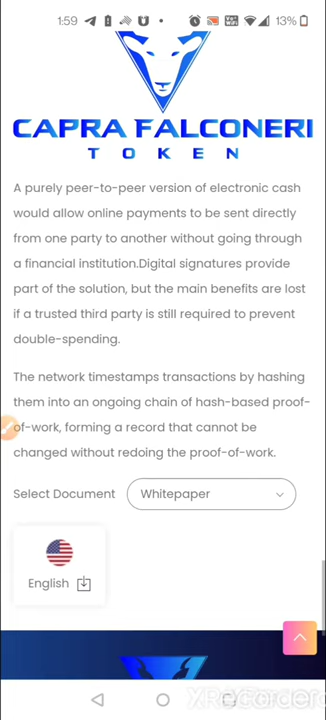 1:59
13%
CAPRA FALCONERI
TOKEN
A purely peer-to-peer version of electronic cash
would allow online payments to be sent directly
from one party to another without going through
a financial institution.Digital signatures provide
part of the solution, but the main benefits are lost
if a trusted third party is still required to prevent
double-spending.
The network timestamps transactions by hashing
them into an ongoing chain of hash-based proof-
of-work, forming a record that cannot be
changed without redoing the proof-of-work.
Select Document Whitepaper
English
XRecorder